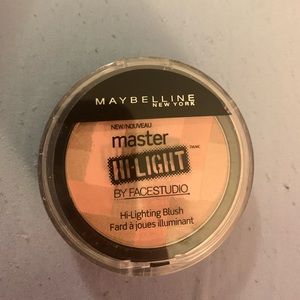 MAYBELLINE
NEW YORK
NEW/NOUVEAU
master
HI-LIGHT
BY FACESTUDIO
Hi-Lighting Blush
Fard à joues illuminant